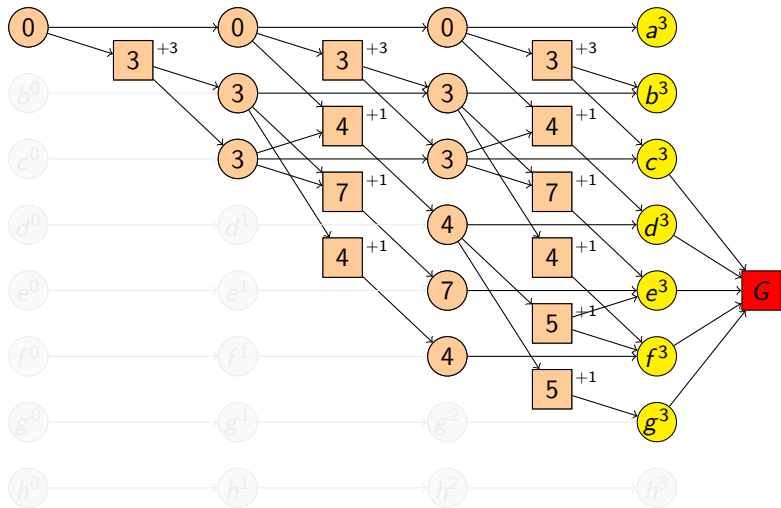 0 0 0 a³
3 +3 3 +3 3 +3
b⁰ 3 3 b³
4 +1 4 +1
c⁰ 3 3 c³
7 +1 7 +1
d⁰ d¹ 4 d³
4 +1 4
e⁰ e¹ 7 e³ G
5 +1
f⁰ f¹ 4 f³
5 +1
g⁰ g¹ g² g³
h⁰ h¹ h² h³